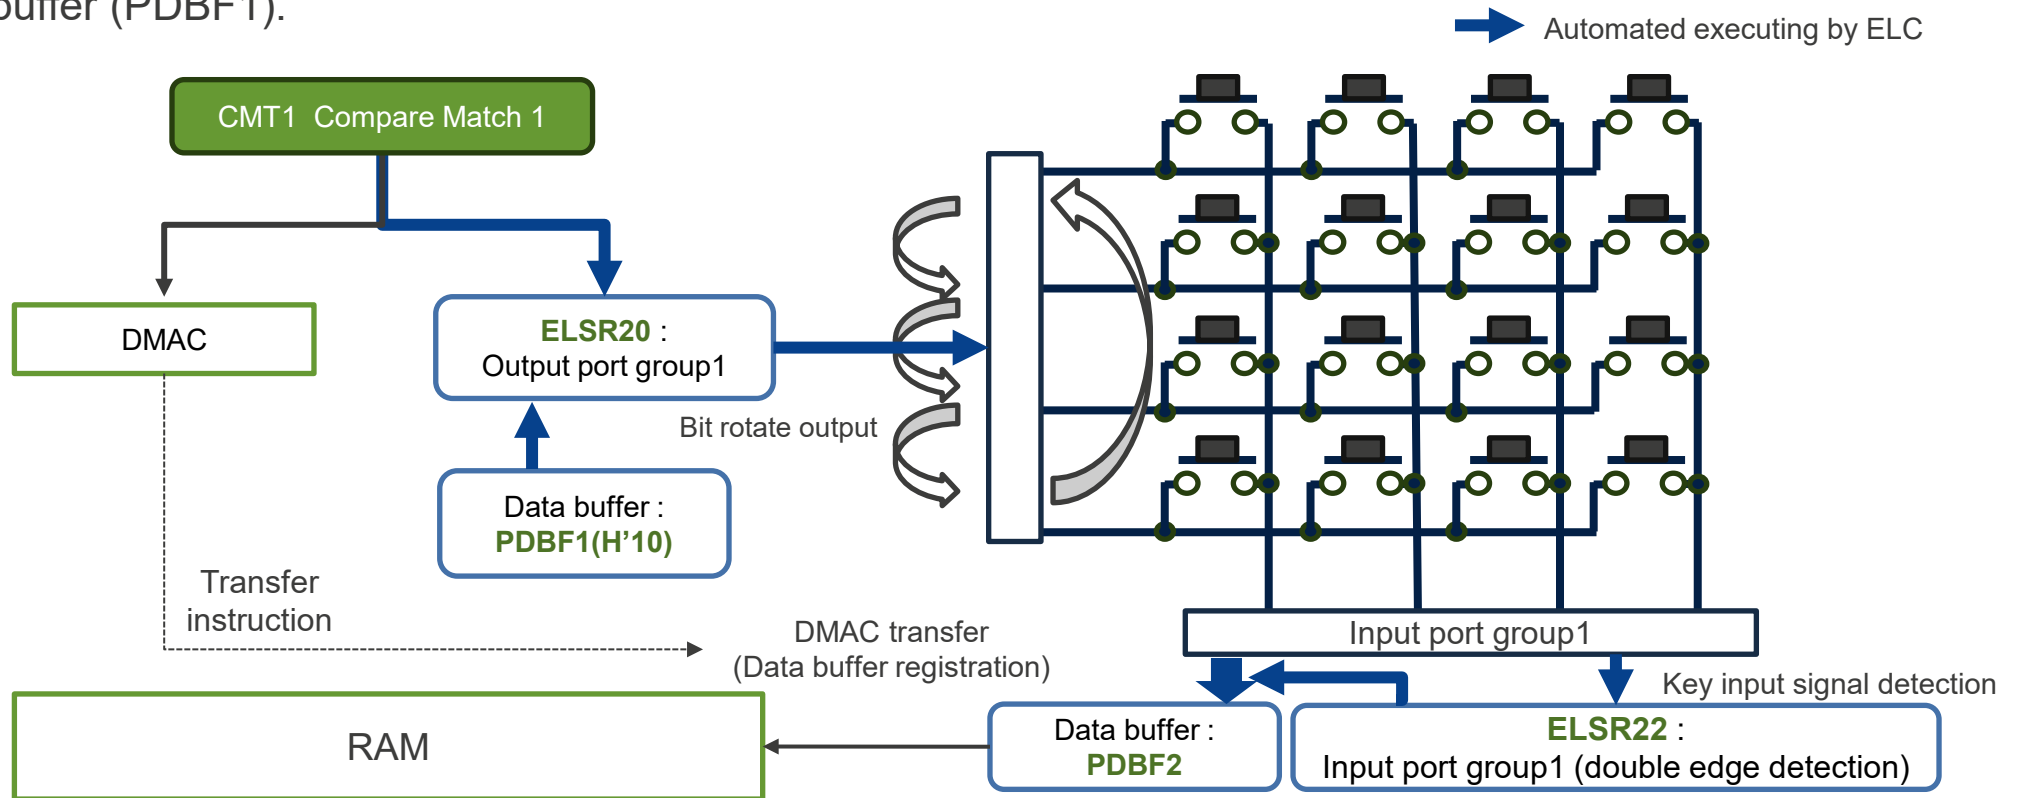 buffer (PDBF1).
Automated executing by ELC
CMT1 Compare Match 1
DMAC
ELSR20 :
Output port group1
Bit rotate output
Data buffer :
PDBF1(H’10)
Transfer
instruction
DMAC transfer
(Data buffer registration)
Input port group1
Key input signal detection
RAM
Data buffer :
PDBF2
ELSR22 :
Input port group1 (double edge detection)